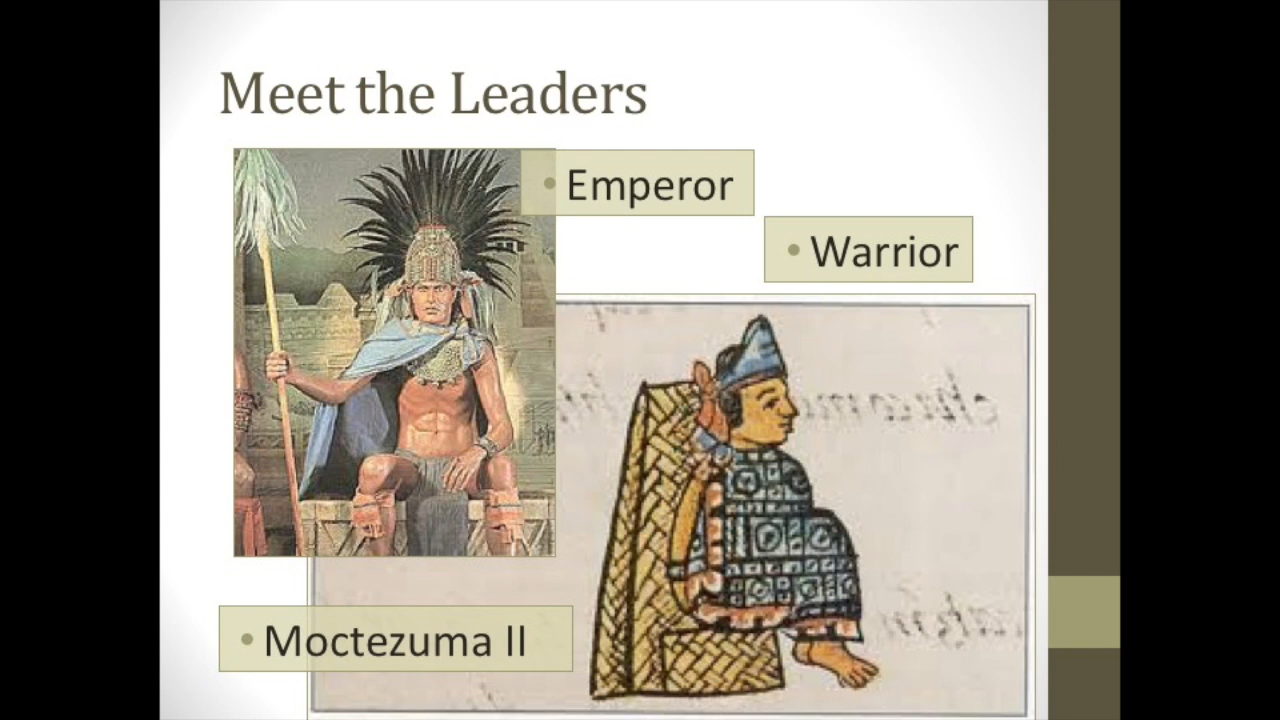 Meet the Leaders
• Emperor
• Warrior
• Moctezuma II